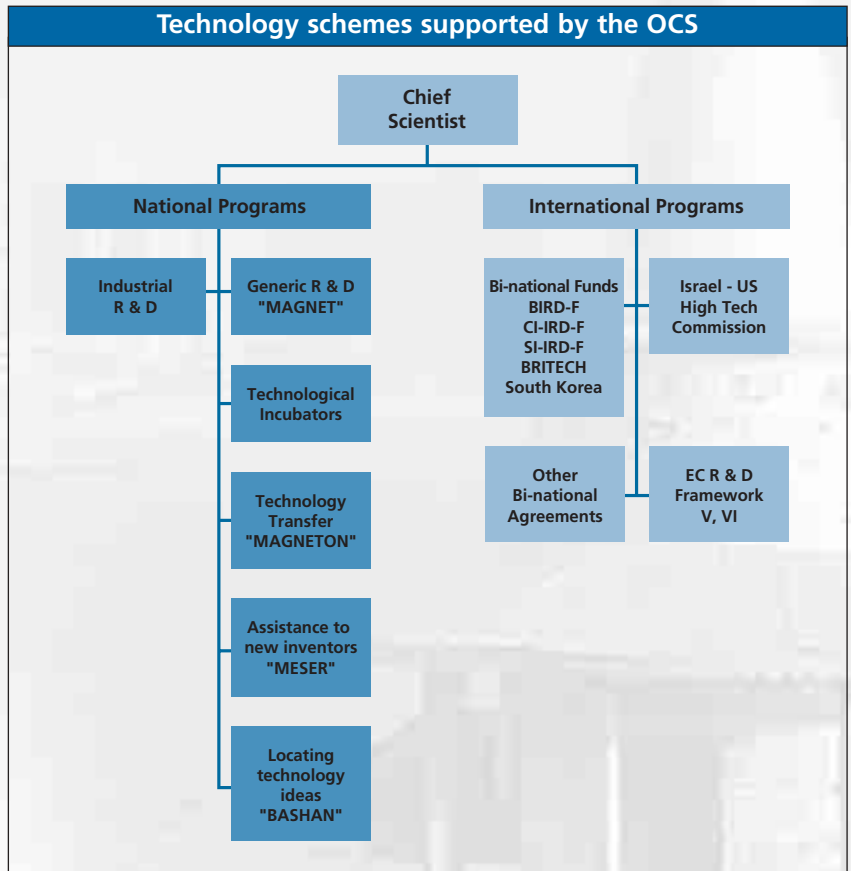 Technology schemes supported by the OCS
Chief
Scientist
National Programs
International Programs
Industrial
R & D
Generic R & D
"MAGNET"
Technological
Incubators
Technology
Transfer
"MAGNETON"
Assistance to
new inventors
"MESER"
Locating
technology
ideas
"BASHAN"
Bi-national Funds
BIRD-F
CI-IRD-F
SI-IRD-F
BRITECH
South Korea
Israel - US
High Tech
Commission
Other
Bi-national
Agreements
EC R & D
Framework
V, VI